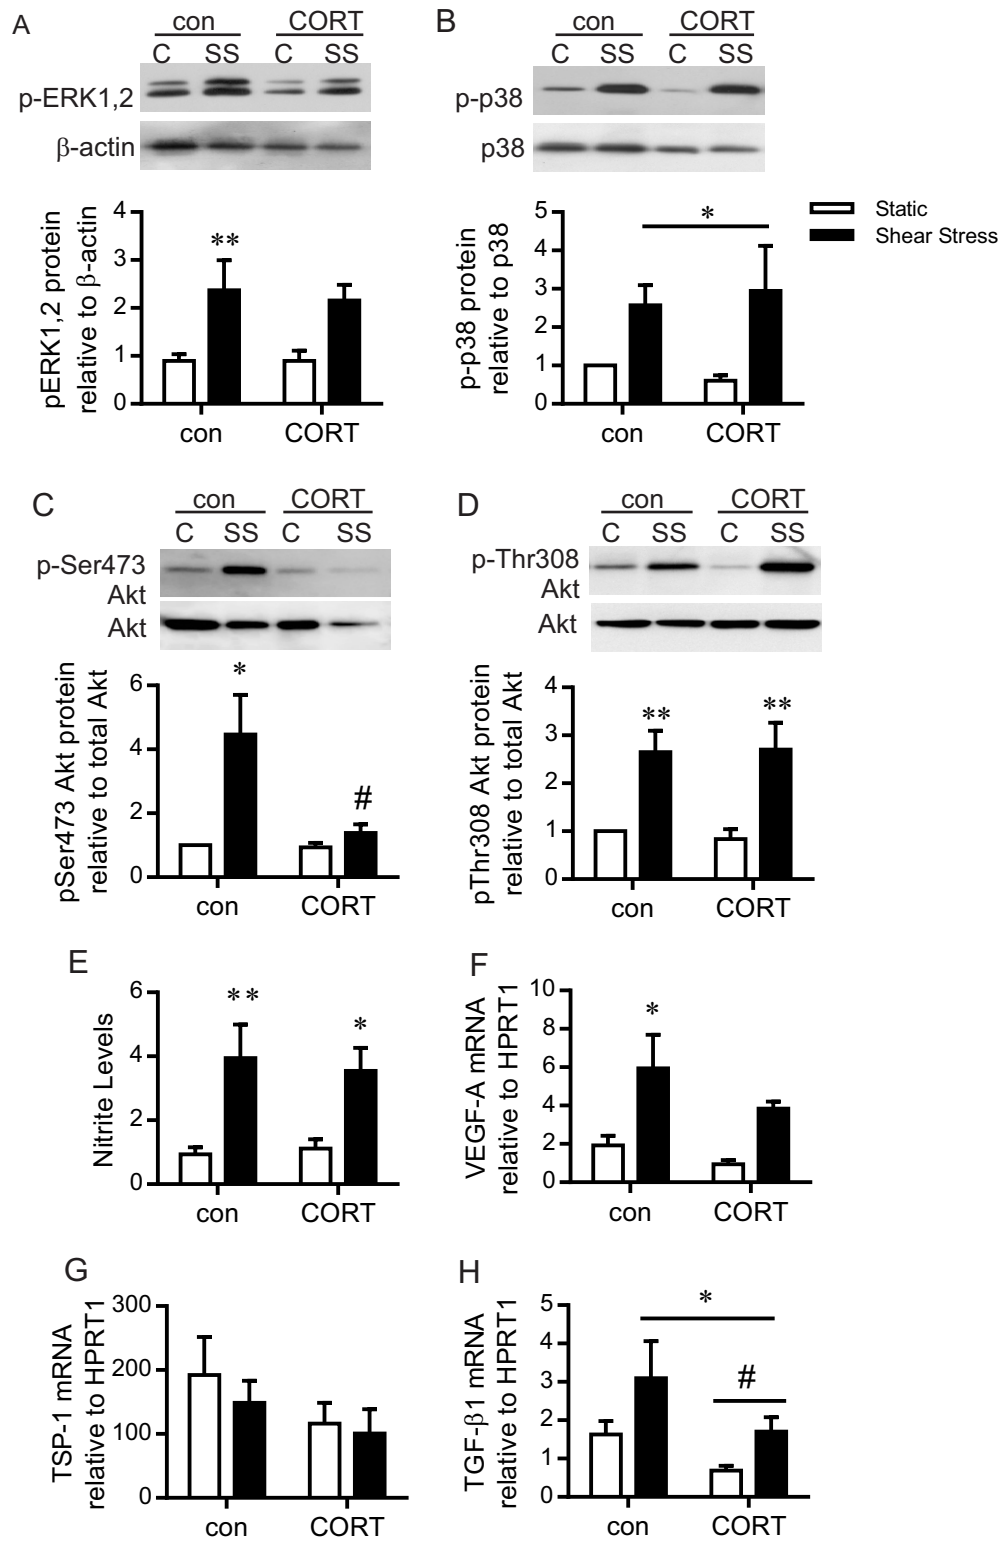 A
con CORT
C SS C SS
p-ERK1,2
β-actin
pERK1,2 protein
relative to β-actin
4
3
2
1
0
**
con CORT
B
con CORT
C SS C SS
p-p38
p38
p-p38 protein
relative to p38
5
4
3
2
1
0
*
con CORT
Static
Shear Stress
C
con CORT
C SS C SS
p-Ser473
Akt
Akt
pSer473 Akt protein
relative to total Akt
6
4
2
0
*
#
con CORT
D
con CORT
C SS C SS
p-Thr308
Akt
Akt
pThr308 Akt protein
relative to total Akt
4
3
2
1
0
** **
con CORT
E
Nitrite Levels
6
4
2
0
** *
con CORT
F
VEGF-A mRNA
relative to HPRT1
10
8
6
4
2
0
*
con CORT
G
TSP-1 mRNA
relative to HPRT1
300
200
100
0
con CORT
H
TGF-β1 mRNA
relative to HPRT1
5
4
3
2
1
0
*
#
con CORT